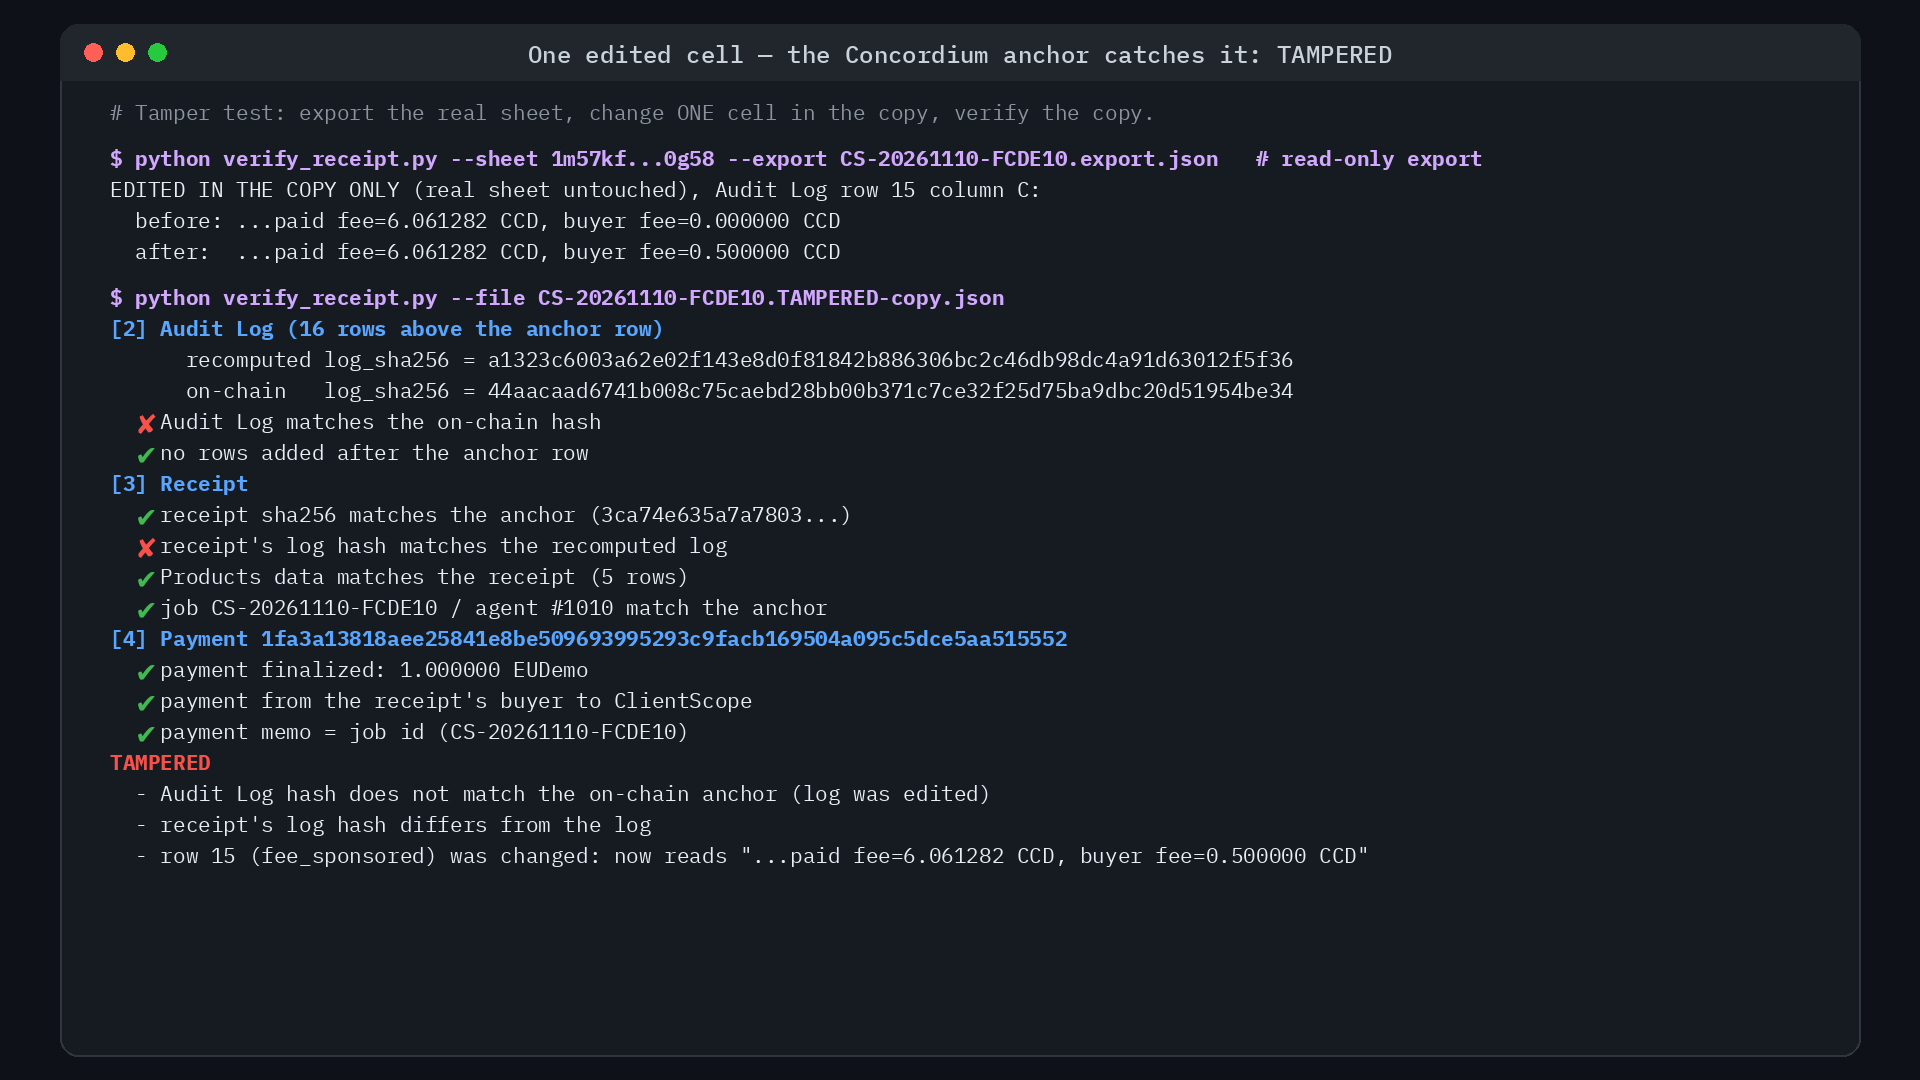 One edited cell — the Concordium anchor catches it: TAMPERED
# Tamper test: export the real sheet, change ONE cell in the copy, verify the copy.
$ python verify_receipt.py --sheet 1m57kf...0g58 --export CS-20261110-FCDE10.export.json   # read-only export
EDITED IN THE COPY ONLY (real sheet untouched), Audit Log row 15 column C:
  before: ...paid fee=6.061282 CCD, buyer fee=0.000000 CCD
  after:  ...paid fee=6.061282 CCD, buyer fee=0.500000 CCD
$ python verify_receipt.py --file CS-20261110-FCDE10.TAMPERED-copy.json
[2] Audit Log (16 rows above the anchor row)
      recomputed log_sha256 = a1323c6003a62e02f143e8d0f81842b886306bc2c46db98dc4a91d63012f5f36
      on-chain   log_sha256 = 44aacaad6741b008c75caebd28bb00b371c7ce32f25d75ba9dbc20d51954be34
  ✘ Audit Log matches the on-chain hash
  ✔ no rows added after the anchor row
[3] Receipt
  ✔ receipt sha256 matches the anchor (3ca74e635a7a7803...)
  ✘ receipt's log hash matches the recomputed log
  ✔ Products data matches the receipt (5 rows)
  ✔ job CS-20261110-FCDE10 / agent #1010 match the anchor
[4] Payment 1fa3a13818aee25841e8be509693995293c9facb169504a095c5dce5aa515552
  ✔ payment finalized: 1.000000 EUDemo
  ✔ payment from the receipt's buyer to ClientScope
  ✔ payment memo = job id (CS-20261110-FCDE10)
TAMPERED
  - Audit Log hash does not match the on-chain anchor (log was edited)
  - receipt's log hash differs from the log
  - row 15 (fee_sponsored) was changed: now reads "...paid fee=6.061282 CCD, buyer fee=0.500000 CCD"